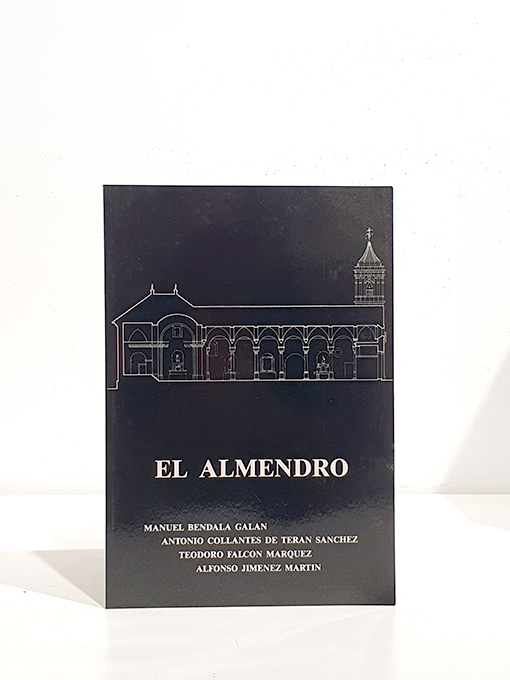 EL ALMENDRO
MANUEL BENDALA GALAN
ANTONIO COLLANTES DE TERAN SANCHEZ
TEODORO FALCON MARQUEZ
ALFONSO JIMENEZ MARTIN